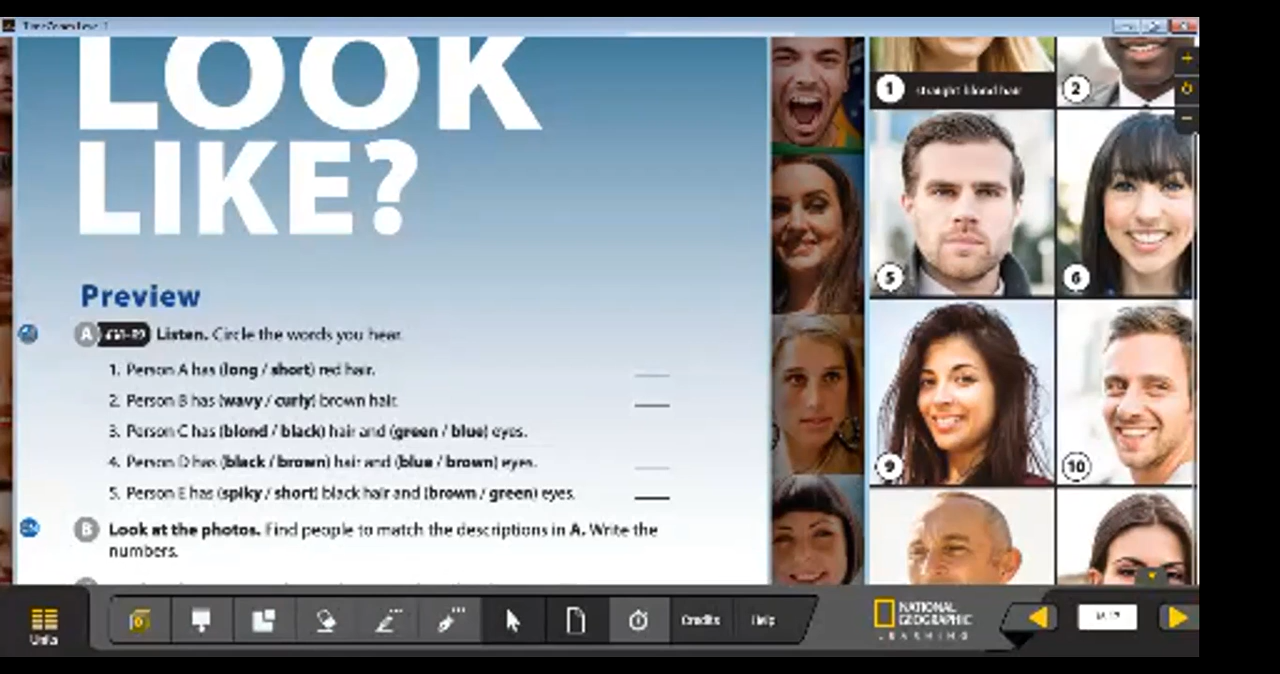 LOOK
LIKE?
Preview
A Listen. Circle the words you hear.
1. Person A has (long / short) red hair.
2. Person B has (wavy / curly) brown hair.
3. Person C has (blond / black) hair and (green / blue) eyes.
4. Person D has (black / brown) hair and (blue / brown) eyes.
5. Person E has (spiky / short) black hair and (brown / green) eyes.
B Look at the photos. Find people to match the descriptions in A. Write the
numbers.
1 straight blond hair
2
5
6
9
10
Units
Credits
Help
NATIONAL
GEOGRAPHIC
LEARNING